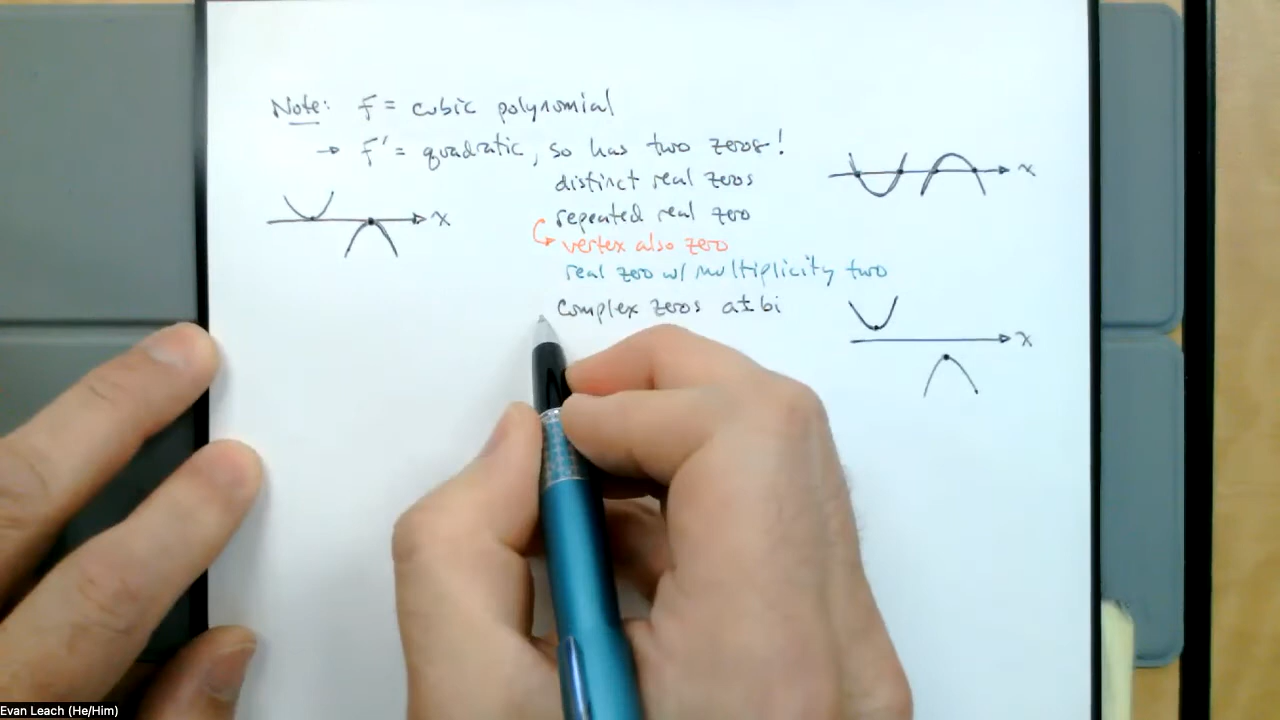 Note: f = cubic polynomial
→ f' = quadratic, so has two zeros!
distinct real zeros
repeated real zero
vertex also zero
real zero w/ multiplicity two
complex zeros a±bi
x
x
x
Evan Leach (He/Him)